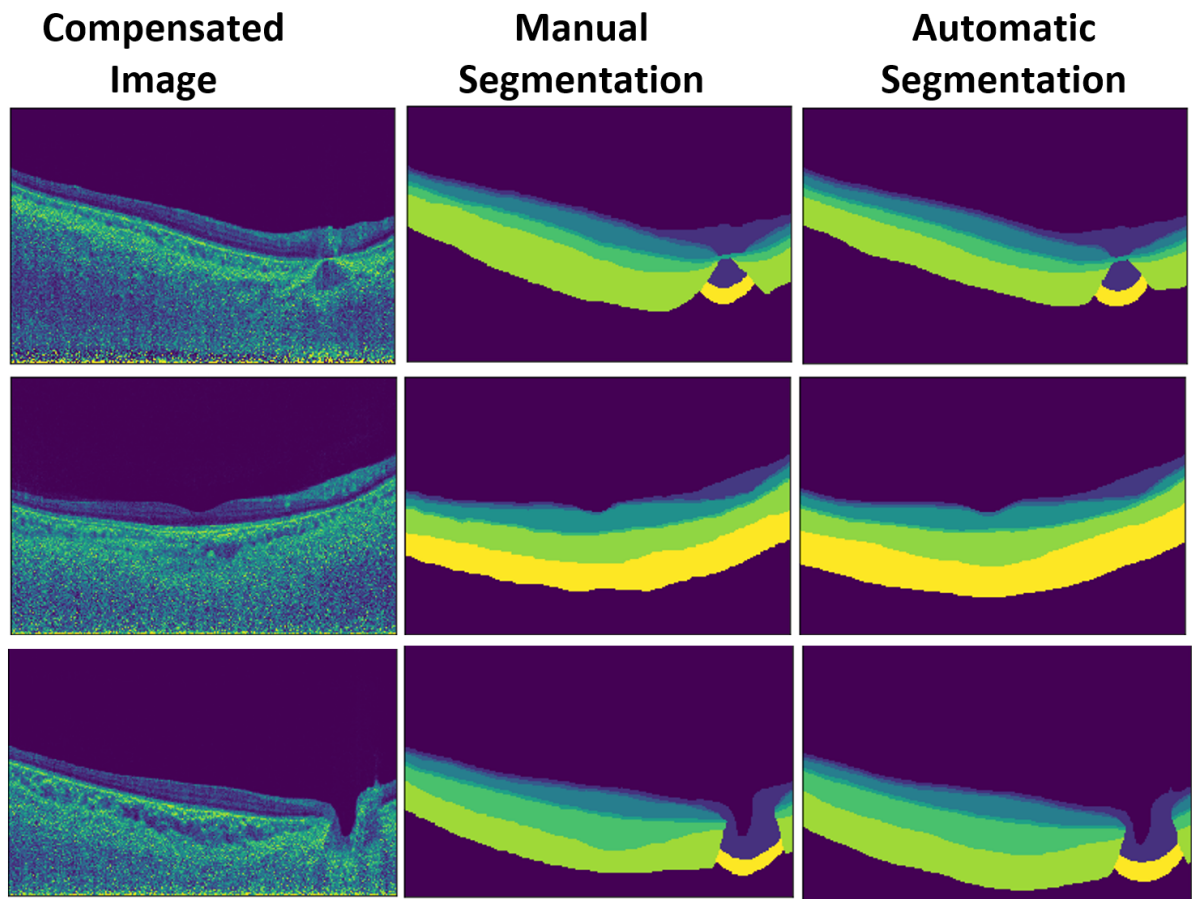 Compensated
Image
Manual
Segmentation
Automatic
Segmentation